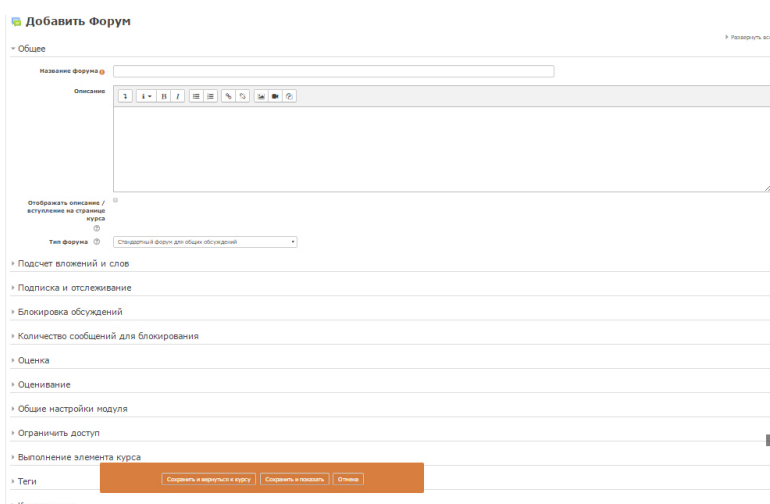 Добавить Форум
Развернуть все
Общее
Название форума
Описание
Отображать описание /
вступление на странице
курса
Тип форума
Стандартный форум для общих обсуждений
Подсчет вложений и слов
Подписка и отслеживание
Блокировка обсуждений
Количество сообщений для блокирования
Оценка
Оценивание
Общие настройки модуля
Ограничить доступ
Выполнение элемента курса
Теги
Сохранить и вернуться к курсу Сохранить и показать Отмена